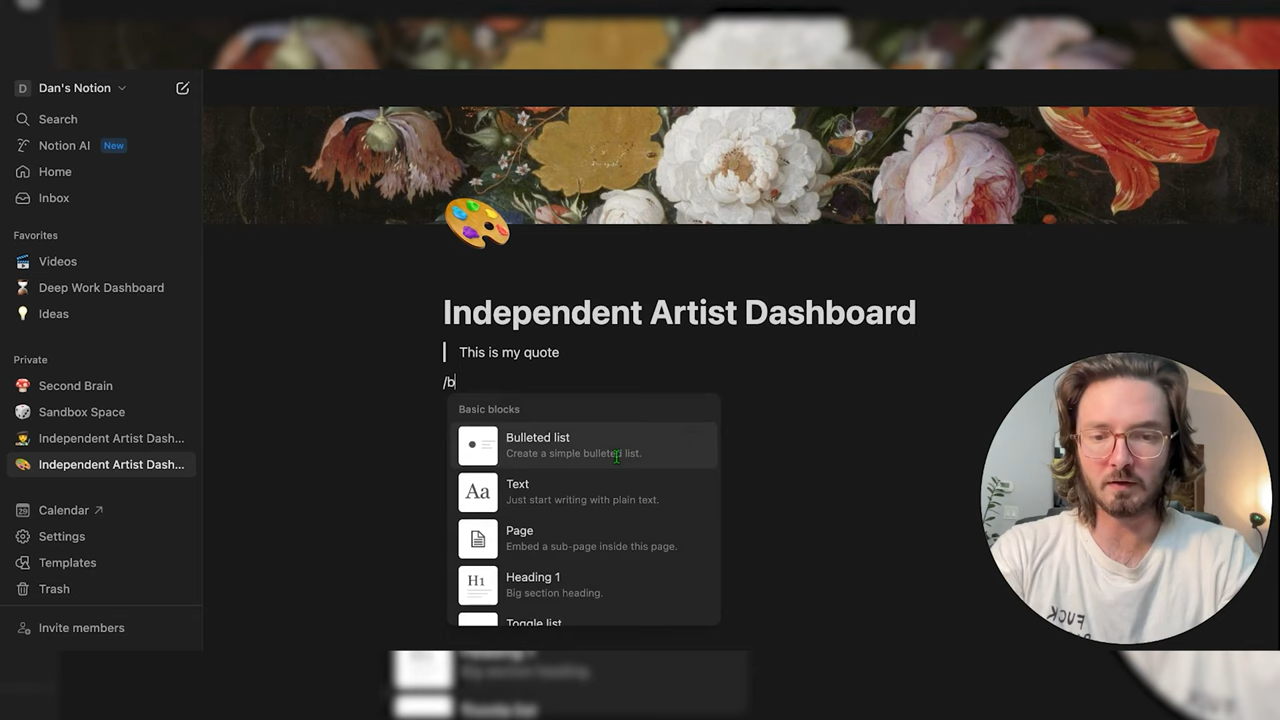 D Dan's Notion
Search
Notion AI New
Home
Inbox
Favorites
Videos
Deep Work Dashboard
Ideas
Private
Second Brain
Sandbox Space
Independent Artist Dash...
Independent Artist Dash...
Calendar ↗
Settings
Templates
Trash
Invite members
Independent Artist Dashboard
This is my quote
/b
Basic blocks
Bulleted list
Create a simple bulleted list.
Aa Text
Just start writing with plain text.
Page
Embed a sub-page inside this page.
H1 Heading 1
Big section heading.
Toggle list
FUCK